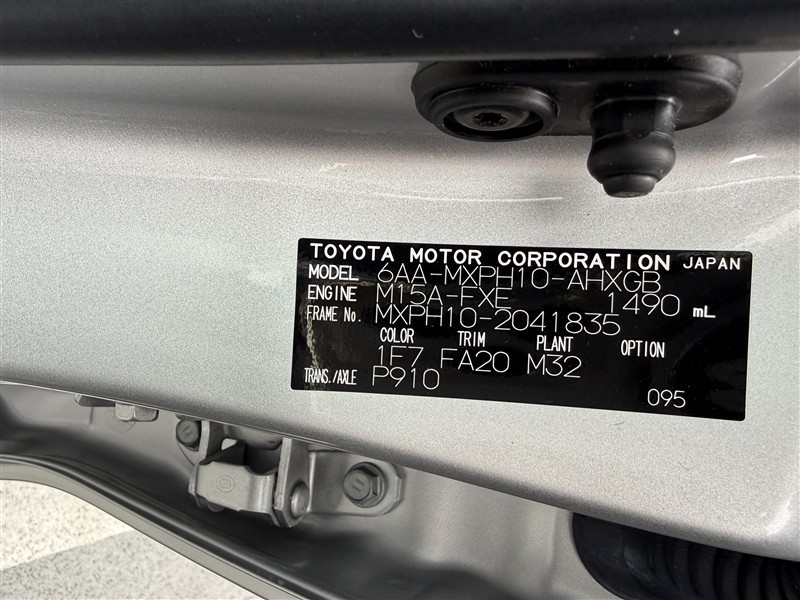 TOYOTA MOTOR CORPORATION JAPAN
MODEL 6AA-MXPH10-AHXGB
ENGINE M15A-FXE 1490 mL
FRAME No. MXPH10-2041835
COLOR TRIM PLANT OPTION
1F7 FA20 M32
TRANS./AXLE P910
095